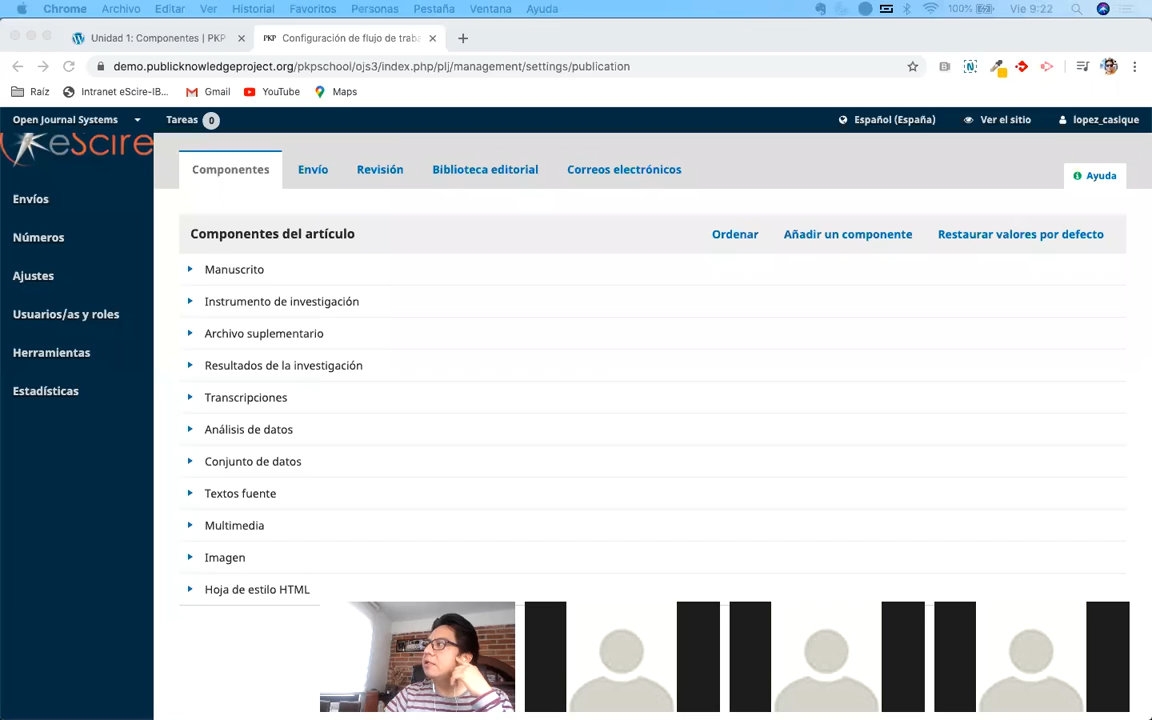 Chrome Archivo Editar Ver Historial Favoritos Personas Pestaña Ventana Ayuda 100% Vie 9:22
Unidad 1: Componentes | PKP
PKP Configuración de flujo de trab
demo.publicknowledgeproject.org/pkpschool/ojs3/index.php/plj/management/settings/publication
Raíz Intranet eScire-IB... Gmail YouTube Maps
Open Journal Systems Tareas 0 Español (España) Ver el sitio lopez_casique
eScire
Componentes Envío Revisión Biblioteca editorial Correos electrónicos
Ayuda
Envíos
Números
Ajustes
Usuarios/as y roles
Herramientas
Estadísticas
Componentes del artículo Ordenar Añadir un componente Restaurar valores por defecto
Manuscrito
Instrumento de investigación
Archivo suplementario
Resultados de la investigación
Transcripciones
Análisis de datos
Conjunto de datos
Textos fuente
Multimedia
Imagen
Hoja de estilo HTML